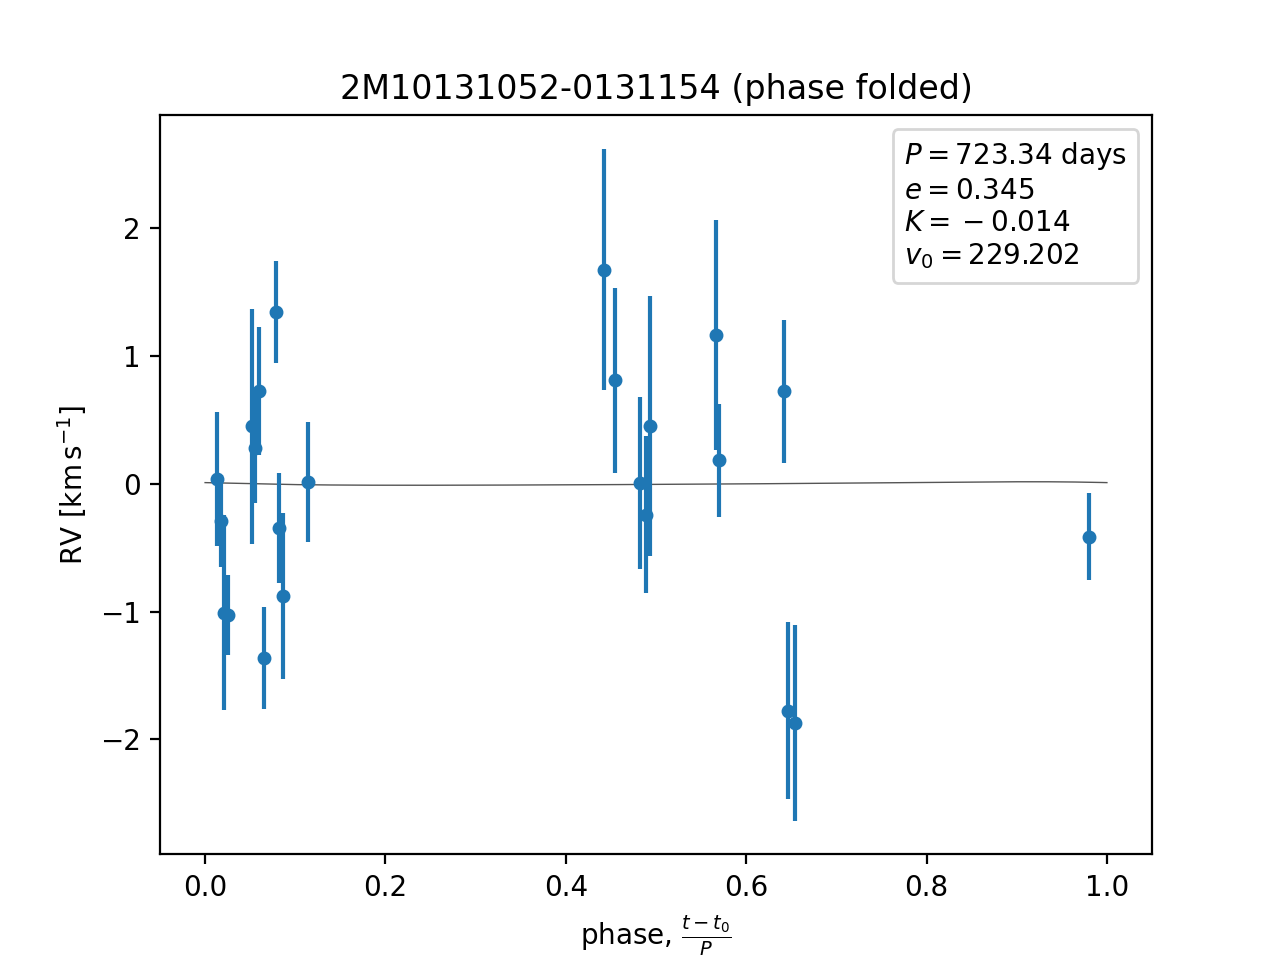 2M10131052-0131154 (phase folded)
P = 723.34 days
e = 0.345
K = −0.014
v₀ = 229.202
2
1
0
−1
−2
RV [km s⁻¹]
0.0 0.2 0.4 0.6 0.8 1.0
phase, (t − t₀)/P